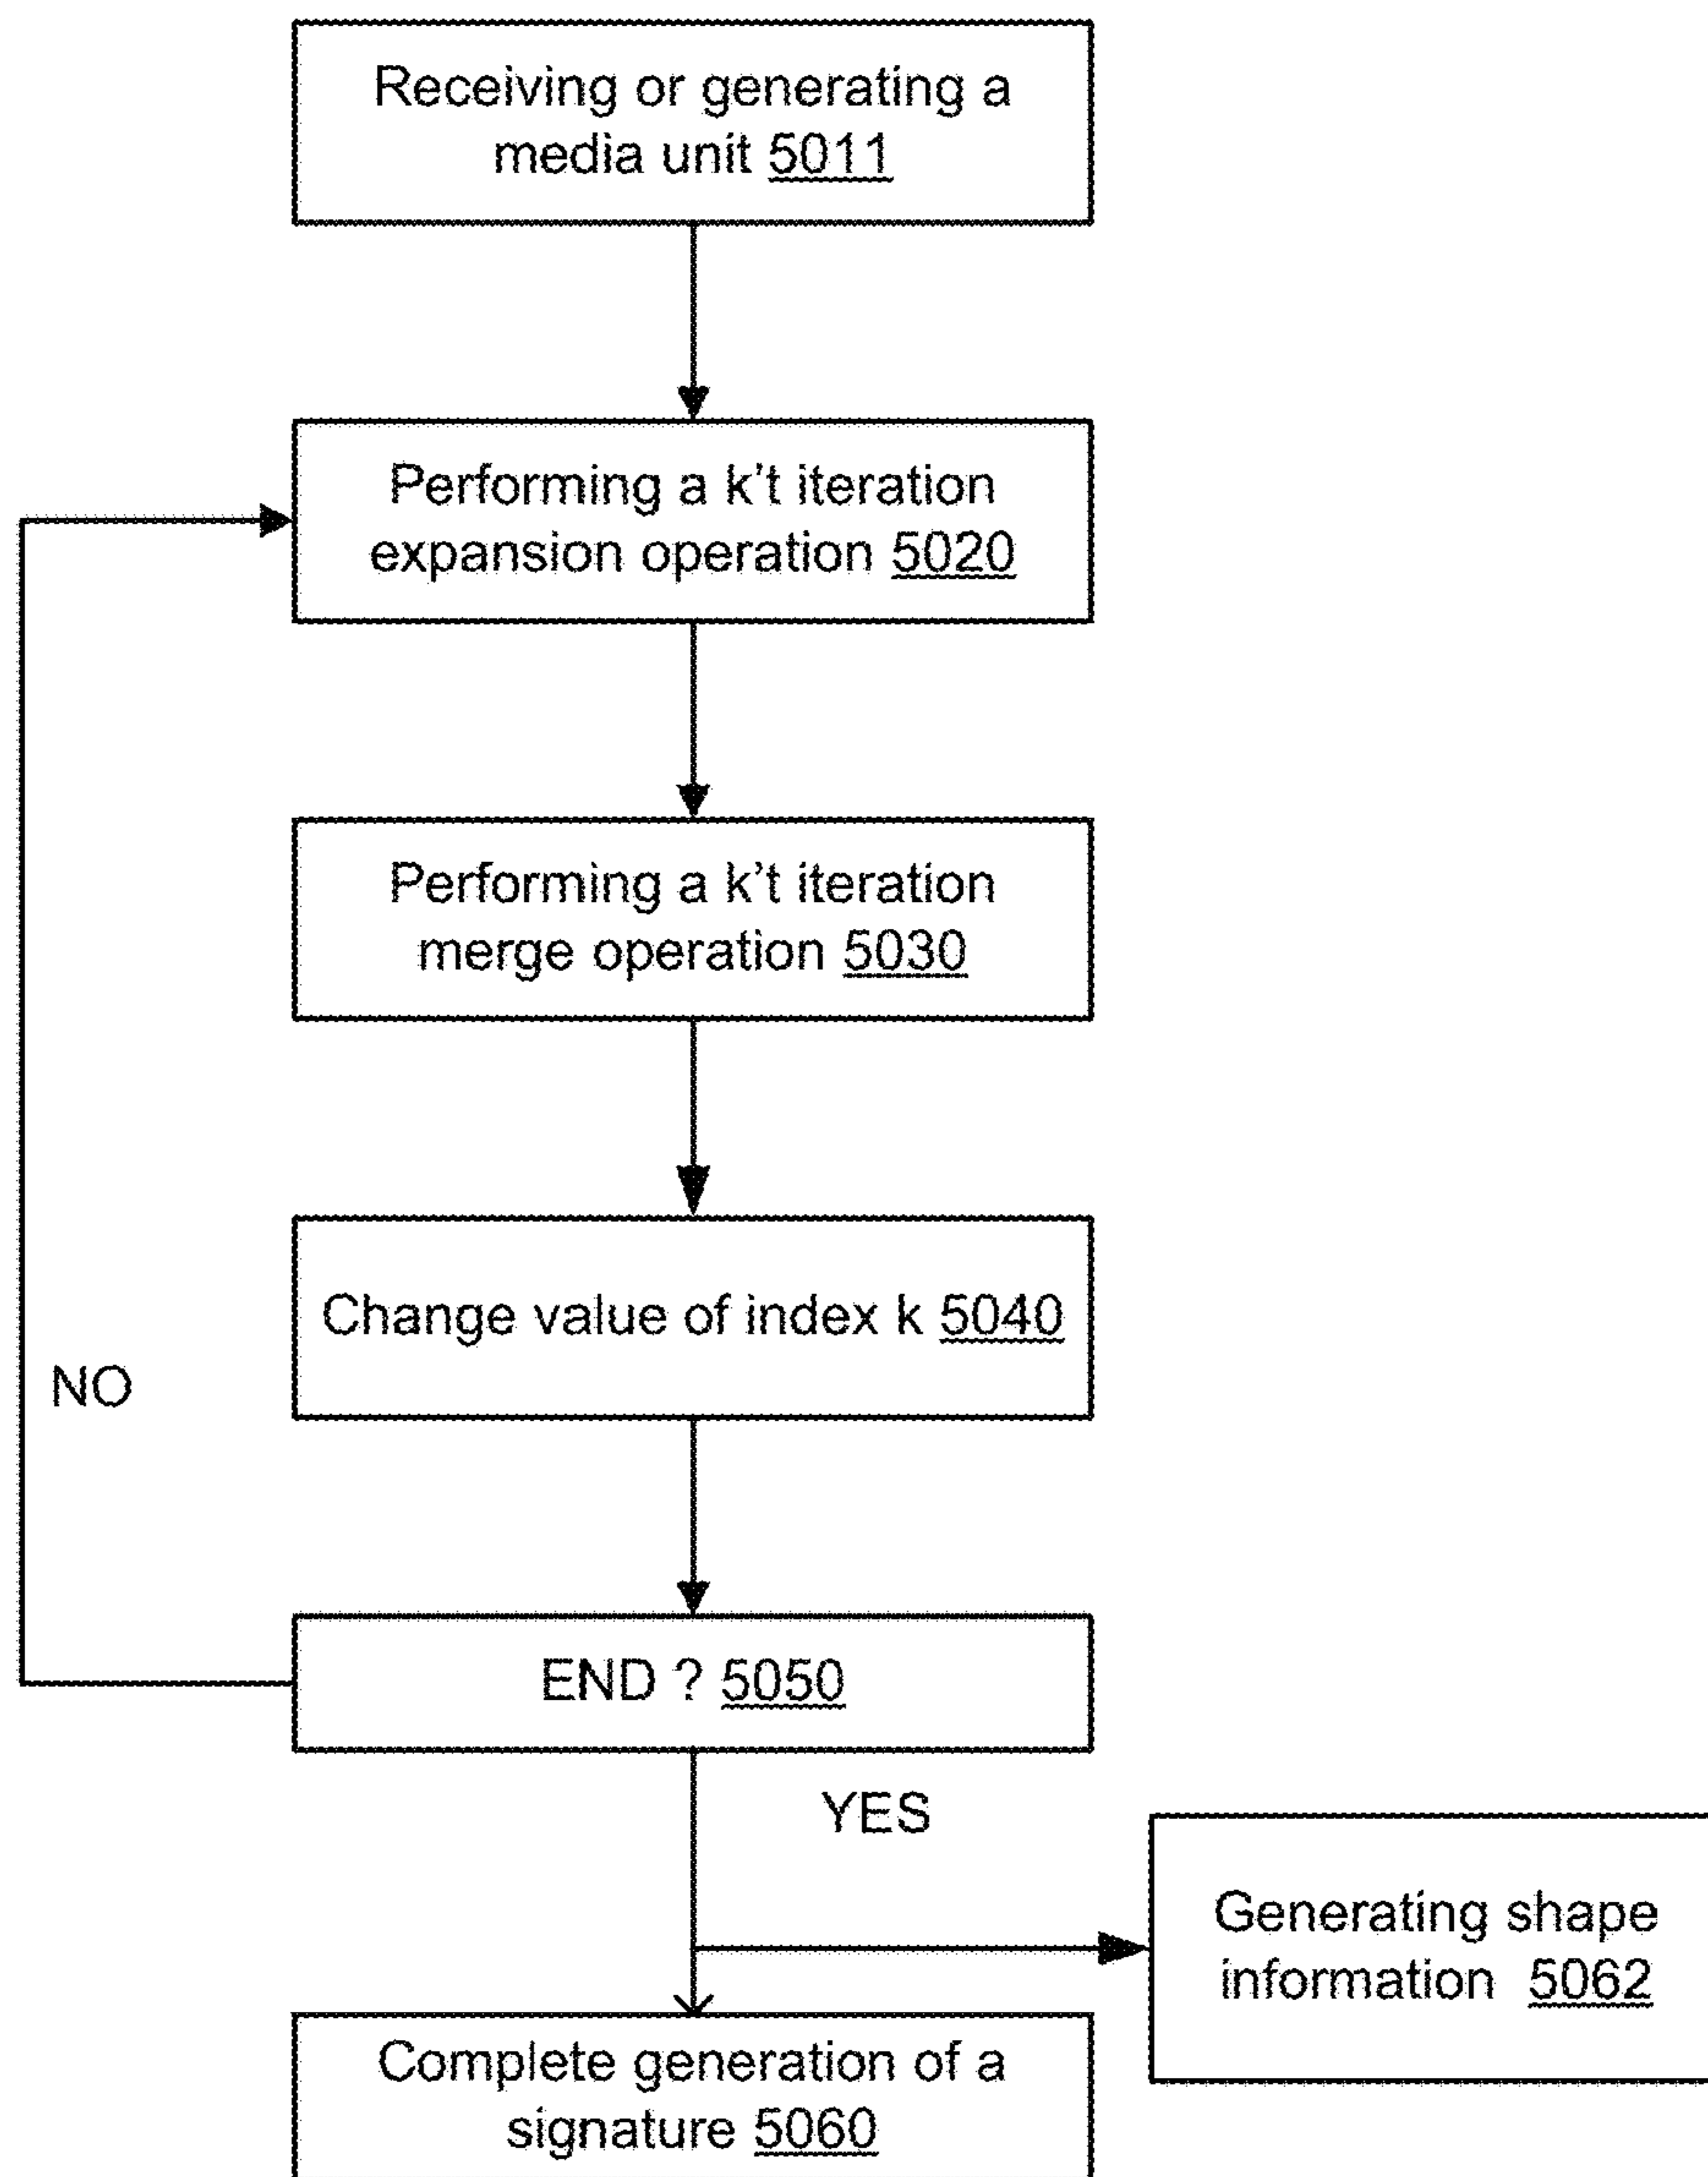 Receiving or generating a
media unit 5011
Performing a k't iteration
expansion operation 5020
Performing a k't iteration
merge operation 5030
Change value of index k 5040
NO
END ? 5050
YES
Generating shape
information 5062
Complete generation of a
signature 5060